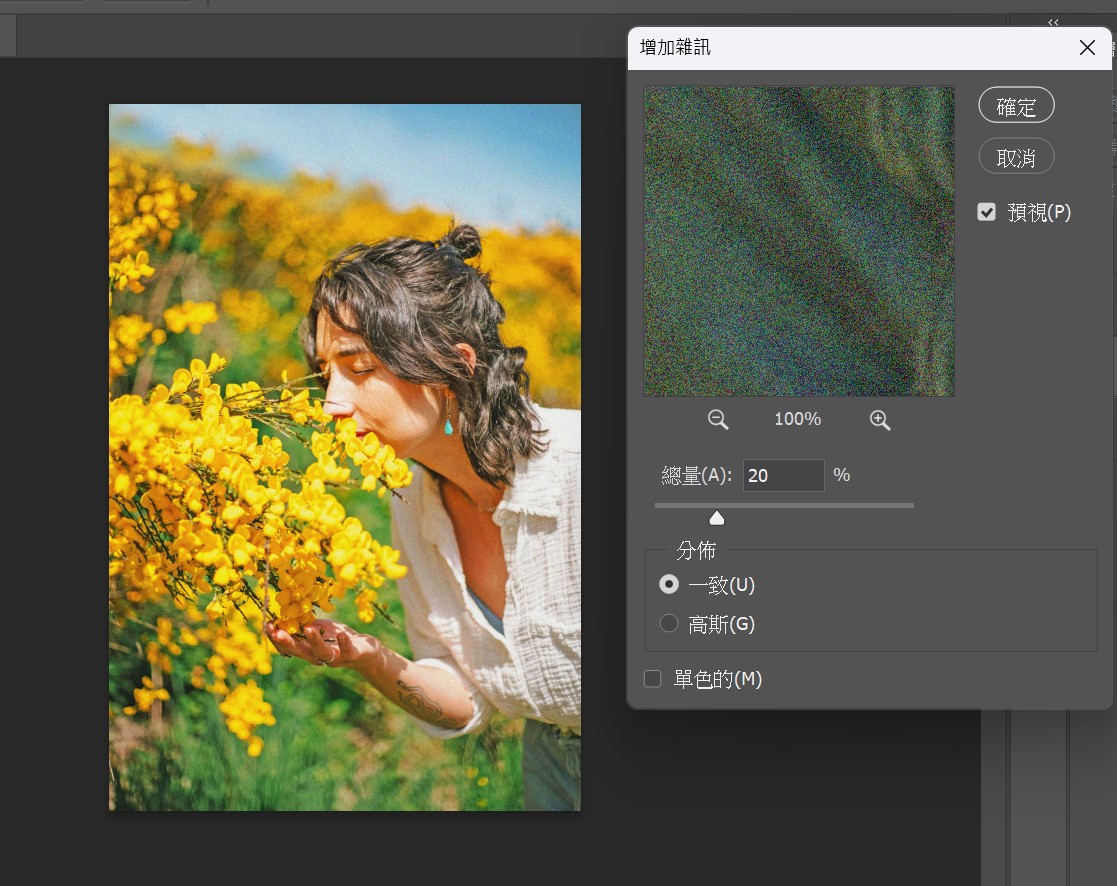 增加雜訊
確定
取消
預視(P)
100%
總量(A): 20 %
分佈
一致(U)
高斯(G)
單色的(M)